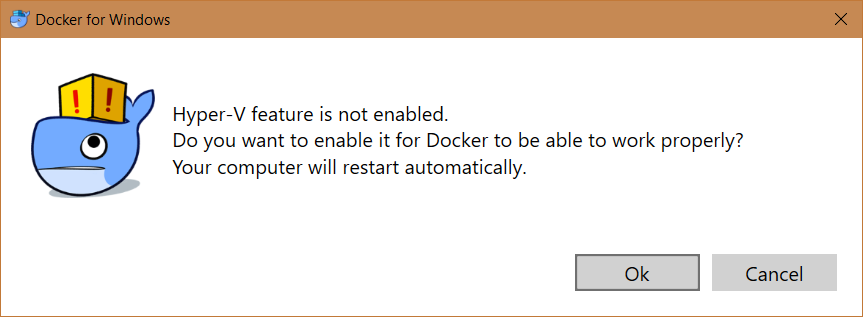 Docker for Windows
Hyper-V feature is not enabled.
Do you want to enable it for Docker to be able to work properly?
Your computer will restart automatically.
Ok
Cancel